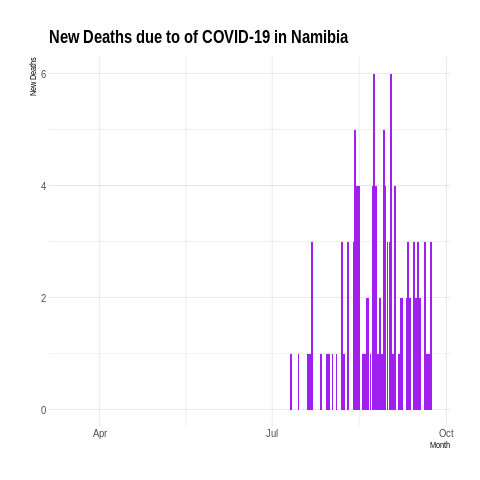 New Deaths due to of COVID-19 in Namibia
New Deaths
6
4
2
0
Apr
Jul
Oct
Month